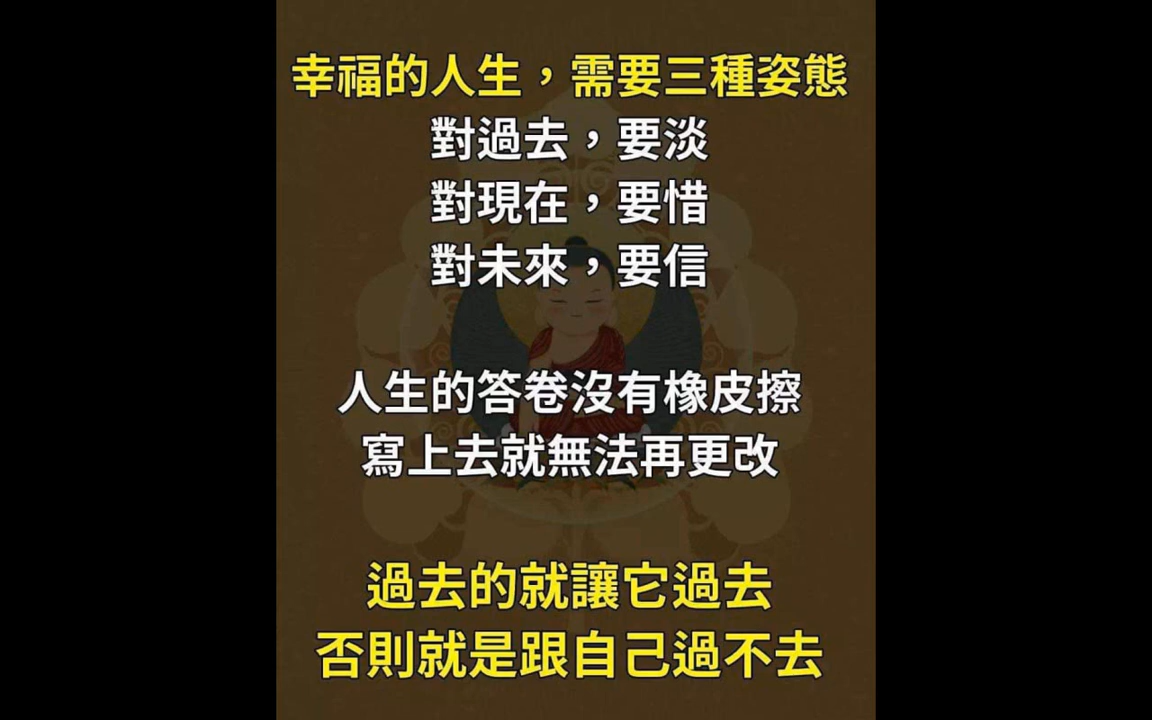 幸福的人生，需要三種姿態
對過去，要淡
對現在，要惜
對未來，要信
人生的答卷沒有橡皮擦
寫上去就無法再更改
過去的就讓它過去
否則就是跟自己過不去